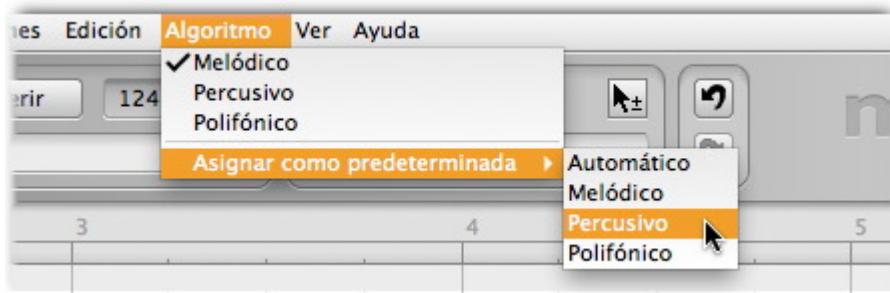 Edición Algoritmo Ver Ayuda
Melódico
Percusivo
Polifónico
124
Asignar como predeterminada
Automático
Melódico
Percusivo
Polifónico
3 4 5